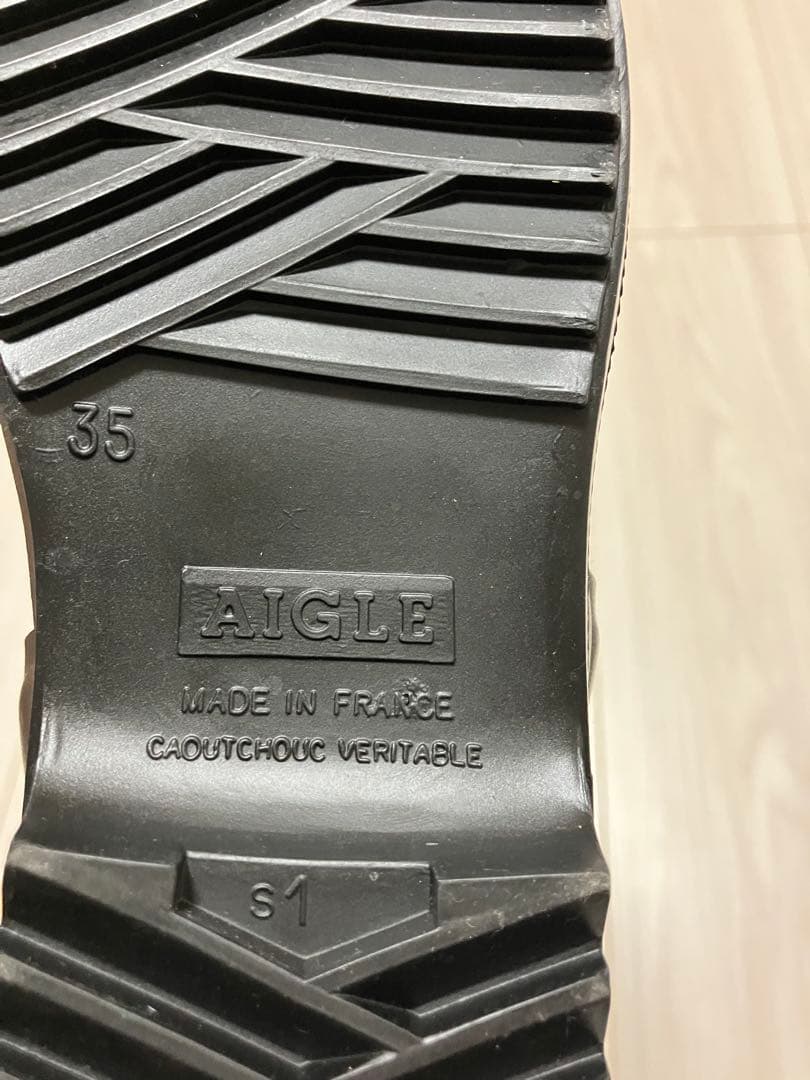 35
AIGLE
MADE IN FRANCE
CAOUTCHOUC VERITABLE
S1